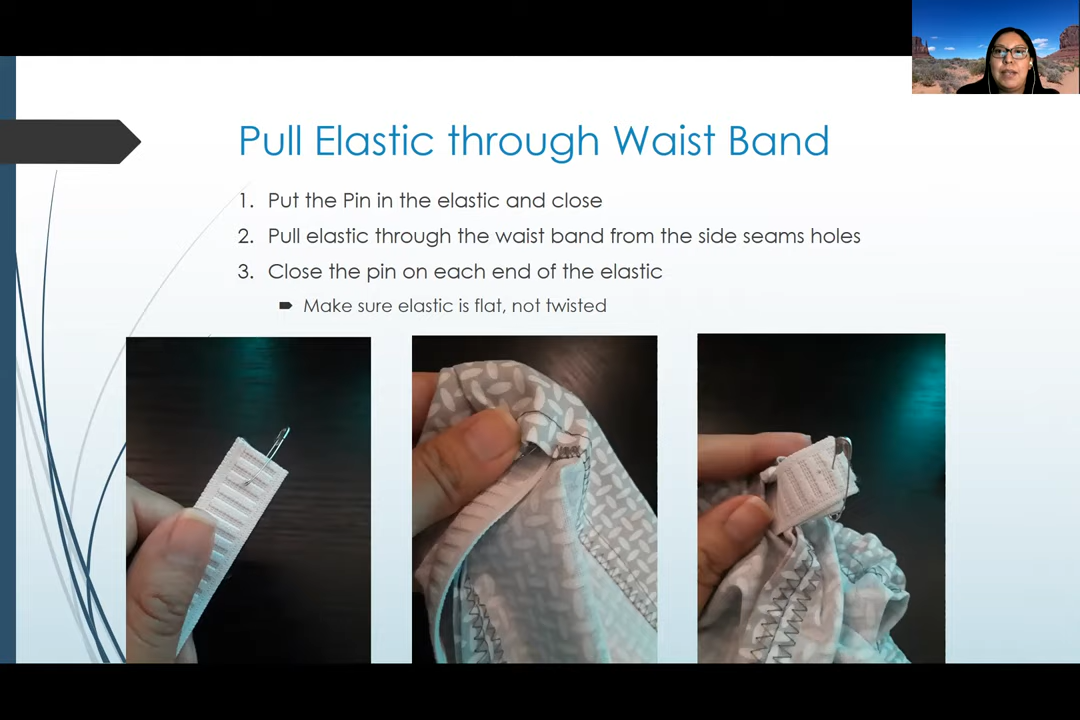 Pull Elastic through Waist Band
1. Put the Pin in the elastic and close
2. Pull elastic through the waist band from the side seams holes
3. Close the pin on each end of the elastic
Make sure elastic is flat, not twisted